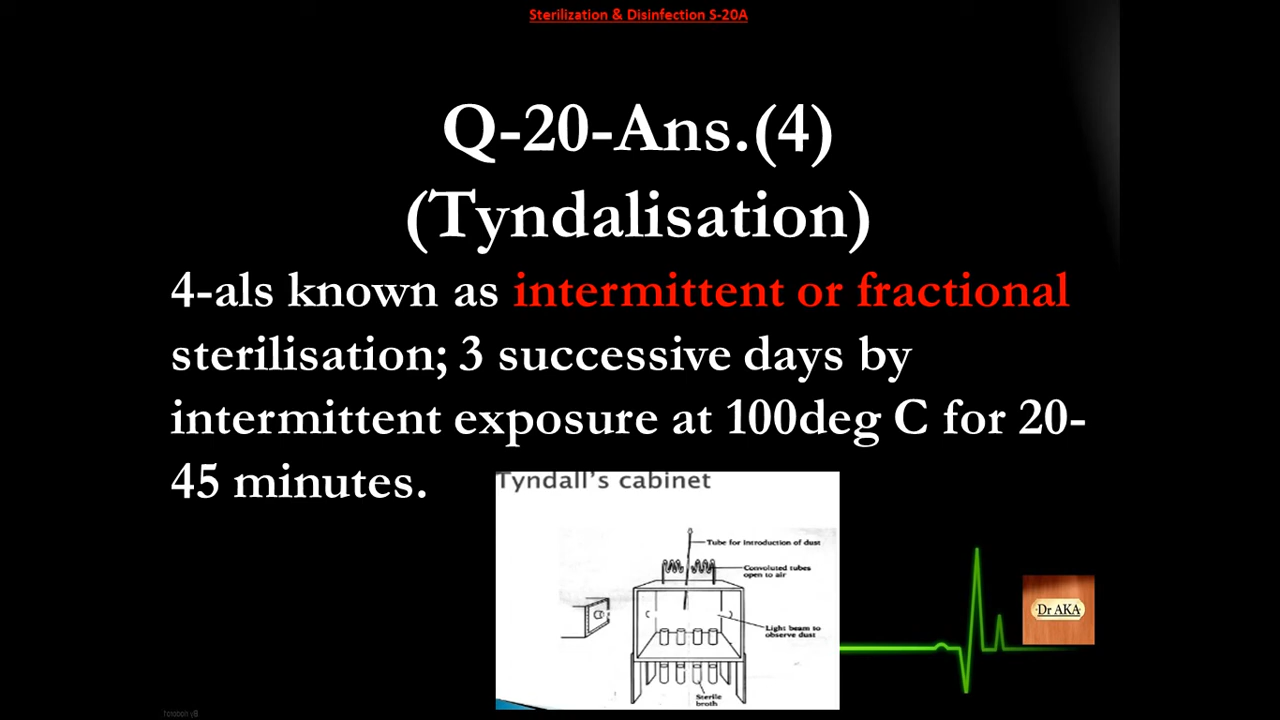 Sterilization & Disinfection S-20A
Q-20-Ans.(4)
(Tyndalisation)
4-als known as intermittent or fractional
sterilisation; 3 successive days by
intermittent exposure at 100deg C for 20-
45 minutes.
Tyndall's cabinet
Tube for introduction of dust
Convoluted tubes
open to air
Light beam to
observe dust
Sterile
broth
Dr AKA